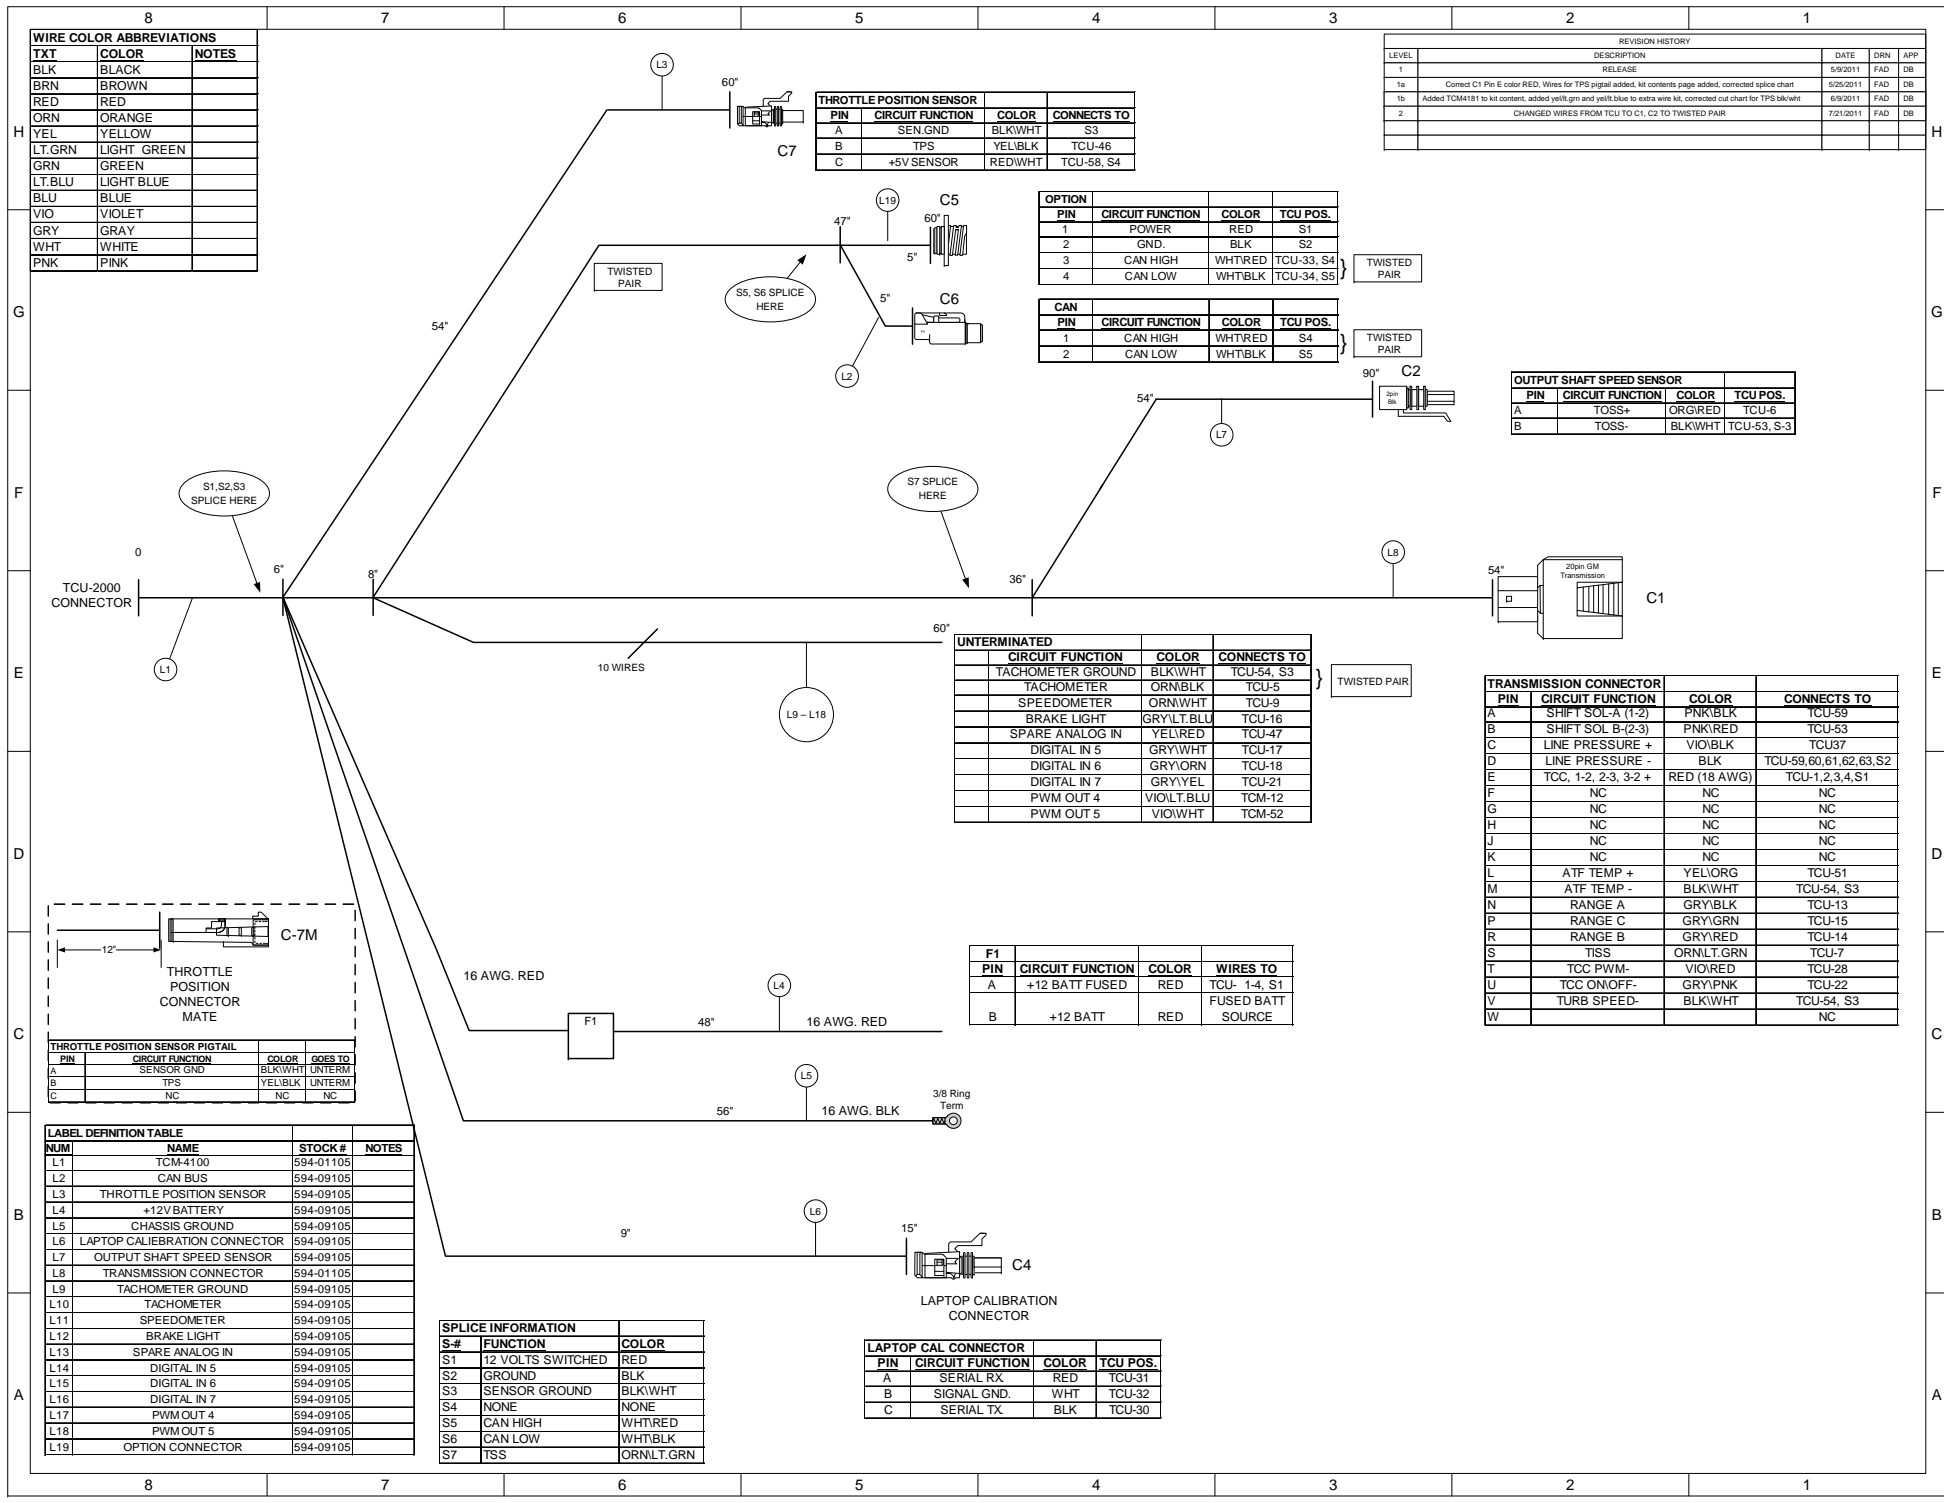 8 7 6 5 4 3 2 1
WIRE COLOR ABBREVIATIONS
TXT COLOR NOTES
BLK BLACK
BRN BROWN
RED RED
ORN ORANGE
YEL YELLOW
LT.GRN LIGHT GREEN
GRN GREEN
LT.BLU LIGHT BLUE
BLU BLUE
VIO VIOLET
GRY GRAY
WHT WHITE
PNK PINK
REVISION HISTORY
LEVEL DESCRIPTION DATE DRN APP
1 RELEASE 5/9/2011 FAD DB
1a Correct C1 Pin E color RED, Wires for TPS pigtail added, kit contents page added, corrected splice chart 5/25/2011 FAD DB
1b Added TCM4181 to kit content, added yel/lt.grn and yel/lt.blue to extra wire kit, corrected cut chart for TPS blk/wht 6/9/2011 FAD DB
2 CHANGED WIRES FROM TCU TO C1, C2 TO TWISTED PAIR 7/21/2011 FAD DB
H
H
L3
60"
C7
THROTTLE POSITION SENSOR
PIN CIRCUIT FUNCTION COLOR CONNECTS TO
A SEN.GND BLK\WHT S3
B TPS YEL\BLK TCU-46
C +5V SENSOR RED\WHT TCU-58, S4
L19
C5
47"
60"
5"
TWISTED
PAIR
S5, S6 SPLICE
HERE
5"
C6
2
L2
54"
OPTION
PIN CIRCUIT FUNCTION COLOR TCU POS.
1 POWER RED S1
2 GND. BLK S2
3 CAN HIGH WHT\RED TCU-33, S4
4 CAN LOW WHT\BLK TCU-34, S5
} TWISTED
PAIR
CAN
PIN CIRCUIT FUNCTION COLOR TCU POS.
1 CAN HIGH WHT\RED S4
2 CAN LOW WHT\BLK S5
} TWISTED
PAIR
G
G
90"
C2
2pin
Blk
54"
L7
OUTPUT SHAFT SPEED SENSOR
PIN CIRCUIT FUNCTION COLOR TCU POS.
A TOSS+ ORG\RED TCU-6
B TOSS- BLK\WHT TCU-53, S-3
F
F
S1,S2,S3
SPLICE HERE
S7 SPLICE
HERE
0
6"
8"
36"
54"
L8
20pin GM
Transmission
C1
TCU-2000
CONNECTOR
L1
10 WIRES
60"
L9 – L18
E
E
UNTERMINATED
CIRCUIT FUNCTION COLOR CONNECTS TO
TACHOMETER GROUND BLK\WHT TCU-54, S3
TACHOMETER ORN\BLK TCU-5
SPEEDOMETER ORN\WHT TCU-9
BRAKE LIGHT GRY\LT.BLU TCU-16
SPARE ANALOG IN YEL\RED TCU-47
DIGITAL IN 5 GRY\WHT TCU-17
DIGITAL IN 6 GRY\ORN TCU-18
DIGITAL IN 7 GRY\YEL TCU-21
PWM OUT 4 VIO\LT.BLU TCM-12
PWM OUT 5 VIO\WHT TCM-52
} TWISTED PAIR
TRANSMISSION CONNECTOR
PIN CIRCUIT FUNCTION COLOR CONNECTS TO
A SHIFT SOL-A (1-2) PNK\BLK TCU-59
B SHIFT SOL B-(2-3) PNK\RED TCU-53
C LINE PRESSURE + VIO\BLK TCU37
D LINE PRESSURE - BLK TCU-59,60,61,62,63,S2
E TCC, 1-2, 2-3, 3-2 + RED (18 AWG) TCU-1,2,3,4,S1
F NC NC NC
G NC NC NC
H NC NC NC
J NC NC NC
K NC NC NC
L ATF TEMP + YEL\ORG TCU-51
M ATF TEMP - BLK\WHT TCU-54, S3
N RANGE A GRY\BLK TCU-13
P RANGE C GRY\GRN TCU-15
R RANGE B GRY\RED TCU-14
S TISS ORN\LT.GRN TCU-7
T TCC PWM- VIO\RED TCU-28
U TCC ON\OFF- GRY\PNK TCU-22
V TURB SPEED- BLK\WHT TCU-54, S3
W NC
D
D
C-7M
12"
THROTTLE
POSITION
CONNECTOR
MATE
THROTTLE POSITION SENSOR PIGTAIL
PIN CIRCUIT FUNCTION COLOR GOES TO
A SENSOR GND BLK\WHT UNTERM
B TPS YEL\BLK UNTERM
C NC NC NC
16 AWG. RED
F1
48"
L4
16 AWG. RED
F1
PIN CIRCUIT FUNCTION COLOR WIRES TO
A +12 BATT FUSED RED TCU- 1-4, S1
B +12 BATT RED FUSED BATT
SOURCE
C
C
L5
56"
16 AWG. BLK
3/8 Ring
Term
LABEL DEFINITION TABLE
NUM NAME STOCK # NOTES
L1 TCM-4100 594-01105
L2 CAN BUS 594-09105
L3 THROTTLE POSITION SENSOR 594-09105
L4 +12V BATTERY 594-09105
L5 CHASSIS GROUND 594-09105
L6 LAPTOP CALIEBRATION CONNECTOR 594-09105
L7 OUTPUT SHAFT SPEED SENSOR 594-09105
L8 TRANSMISSION CONNECTOR 594-01105
L9 TACHOMETER GROUND 594-09105
L10 TACHOMETER 594-09105
L11 SPEEDOMETER 594-09105
L12 BRAKE LIGHT 594-09105
L13 SPARE ANALOG IN 594-09105
L14 DIGITAL IN 5 594-09105
L15 DIGITAL IN 6 594-09105
L16 DIGITAL IN 7 594-09105
L17 PWM OUT 4 594-09105
L18 PWM OUT 5 594-09105
L19 OPTION CONNECTOR 594-09105
B
B
9"
L6
15"
C4
LAPTOP CALIBRATION
CONNECTOR
SPLICE INFORMATION
S-# FUNCTION COLOR
S1 12 VOLTS SWITCHED RED
S2 GROUND BLK
S3 SENSOR GROUND BLK\WHT
S4 NONE NONE
S5 CAN HIGH WHT\RED
S6 CAN LOW WHT\BLK
S7 TSS ORN\LT.GRN
LAPTOP CAL CONNECTOR
PIN CIRCUIT FUNCTION COLOR TCU POS.
A SERIAL RX RED TCU-31
B SIGNAL GND. WHT TCU-32
C SERIAL TX BLK TCU-30
A
A
8 7 6 5 4 3 2 1